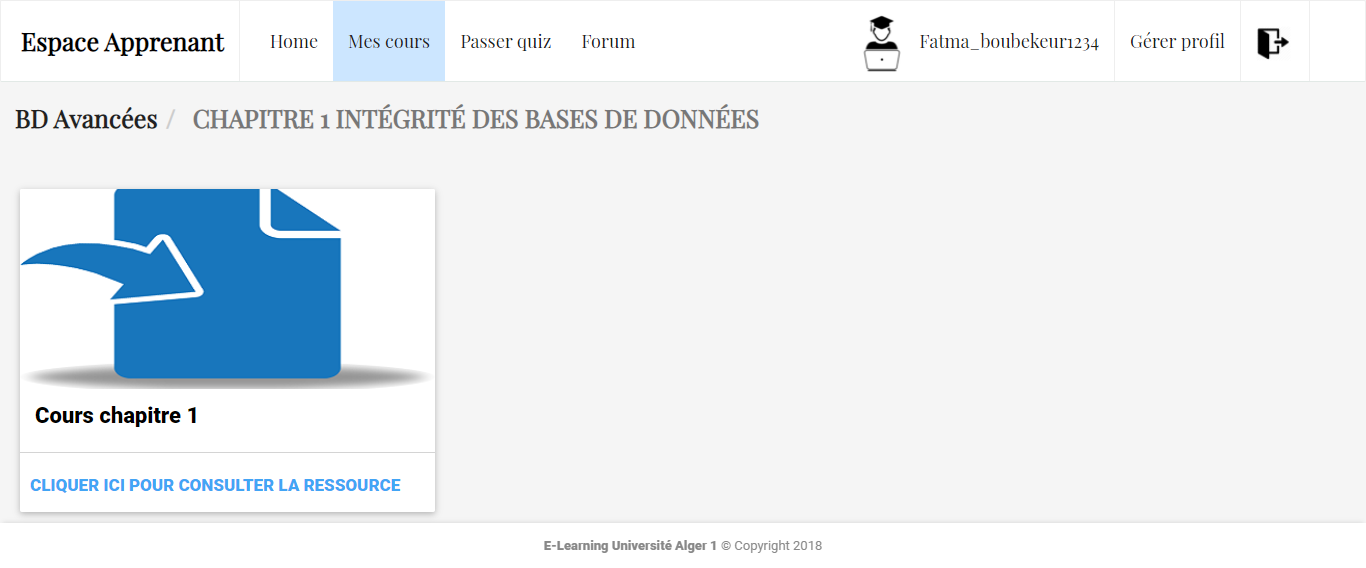 Espace Apprenant Home Mes cours Passer quiz Forum Fatma_boubekeur1234 Gérer profil
BD Avancées / CHAPITRE 1 INTÉGRITÉ DES BASES DE DONNÉES
Cours chapitre 1
CLIQUER ICI POUR CONSULTER LA RESSOURCE
E-Learning Université Alger 1 © Copyright 2018